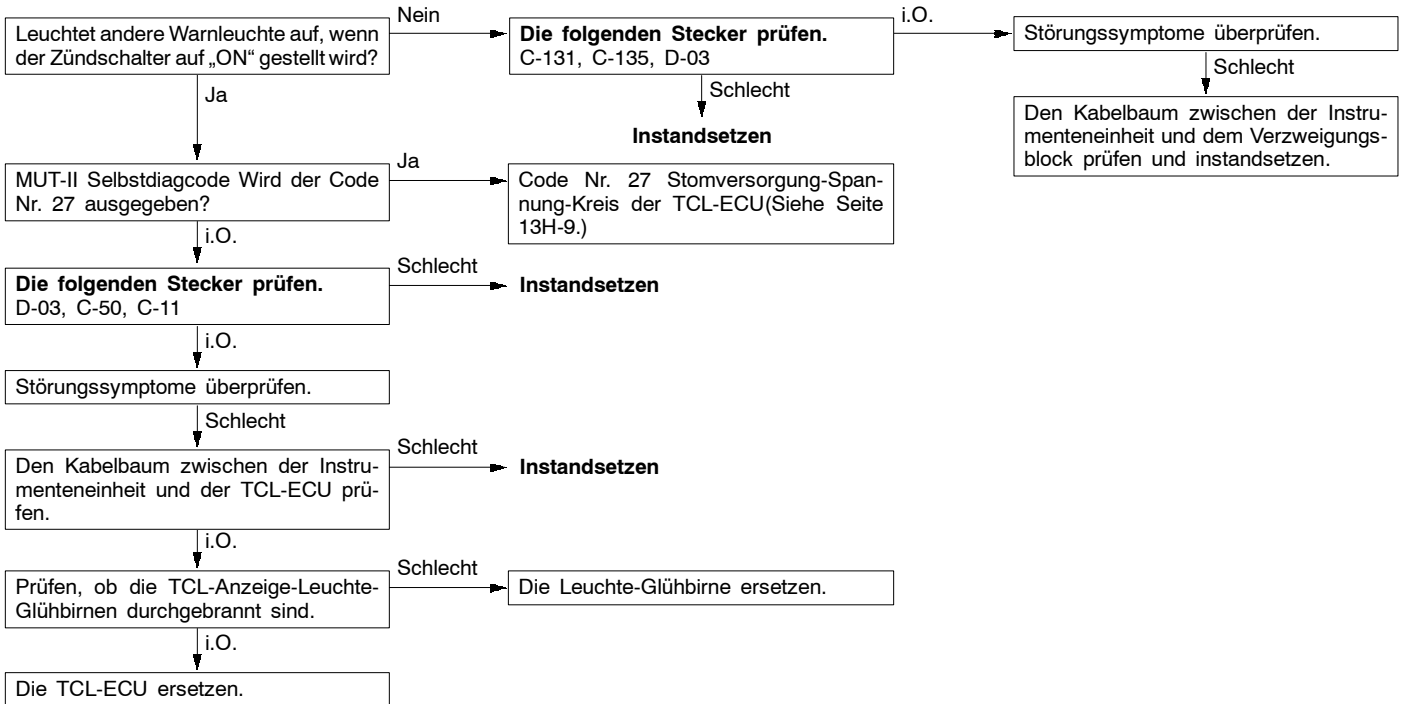 Leuchtet andere Warnleuchte auf, wenn
der Zündschalter auf „ON“ gestellt wird?
Nein
Die folgenden Stecker prüfen.
C-131, C-135, D-03
i.O.
Störungssymptome überprüfen.
Schlecht
Den Kabelbaum zwischen der Instru-
menteneinheit und dem Verzweigungs-
block prüfen und instandsetzen.
Schlecht
Instandsetzen
Ja
MUT-II Selbstdiagcode Wird der Code
Nr. 27 ausgegeben?
Ja
Code Nr. 27 Stomversorgung-Span-
nung-Kreis der TCL-ECU(Siehe Seite
13H-9.)
i.O.
Die folgenden Stecker prüfen.
D-03, C-50, C-11
Schlecht
Instandsetzen
i.O.
Störungssymptome überprüfen.
Schlecht
Den Kabelbaum zwischen der Instru-
menteneinheit und der TCL-ECU prü-
fen.
Schlecht
Instandsetzen
i.O.
Prüfen, ob die TCL-Anzeige-Leuchte-
Glühbirnen durchgebrannt sind.
Schlecht
Die Leuchte-Glühbirne ersetzen.
i.O.
Die TCL-ECU ersetzen.